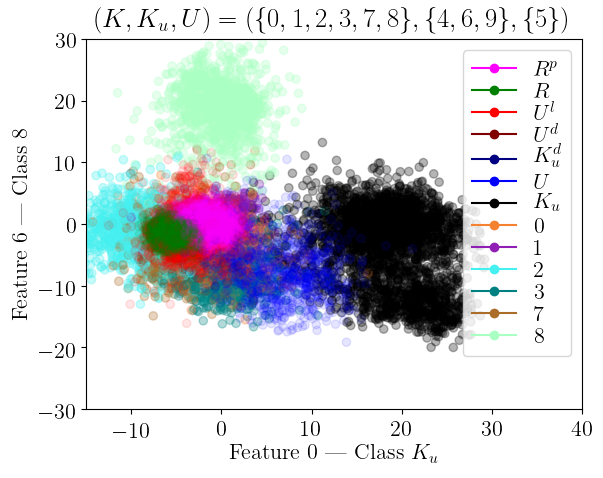 (K, K_u, U) = ({0, 1, 2, 3, 7, 8}, {4, 6, 9}, {5})
30
20
10
0
−10
−20
−30
Feature 6 — Class 8
R^p
R
U^l
U^d
K_u^d
U
K_u
0
1
2
3
7
8
−10
0
10
20
30
40
Feature 0 — Class K_u